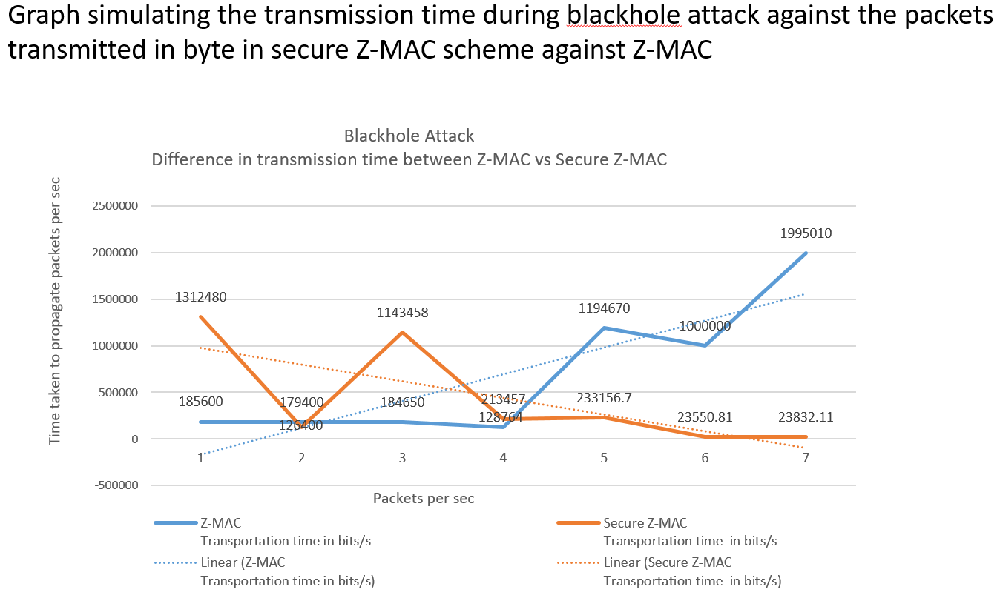 Graph simulating the transmission time during blackhole attack against the packets
transmitted in byte in secure Z-MAC scheme against Z-MAC
Blackhole Attack
Difference in transmission time between Z-MAC vs Secure Z-MAC
Time taken to propagate packets per sec
2500000
2000000
1500000
1000000
500000
0
-500000
1995010
1312480
1143458
1194670
1000000
185600
179400
184650
213457
233156.7
126400
128764
23550.81
23832.11
1 2 3 4 5 6 7
Packets per sec
Z-MAC
Transportation time in bits/s
Secure Z-MAC
Transportation time  in bits/s
Linear (Z-MAC
Transportation time in bits/s)
Linear (Secure Z-MAC
Transportation time  in bits/s)